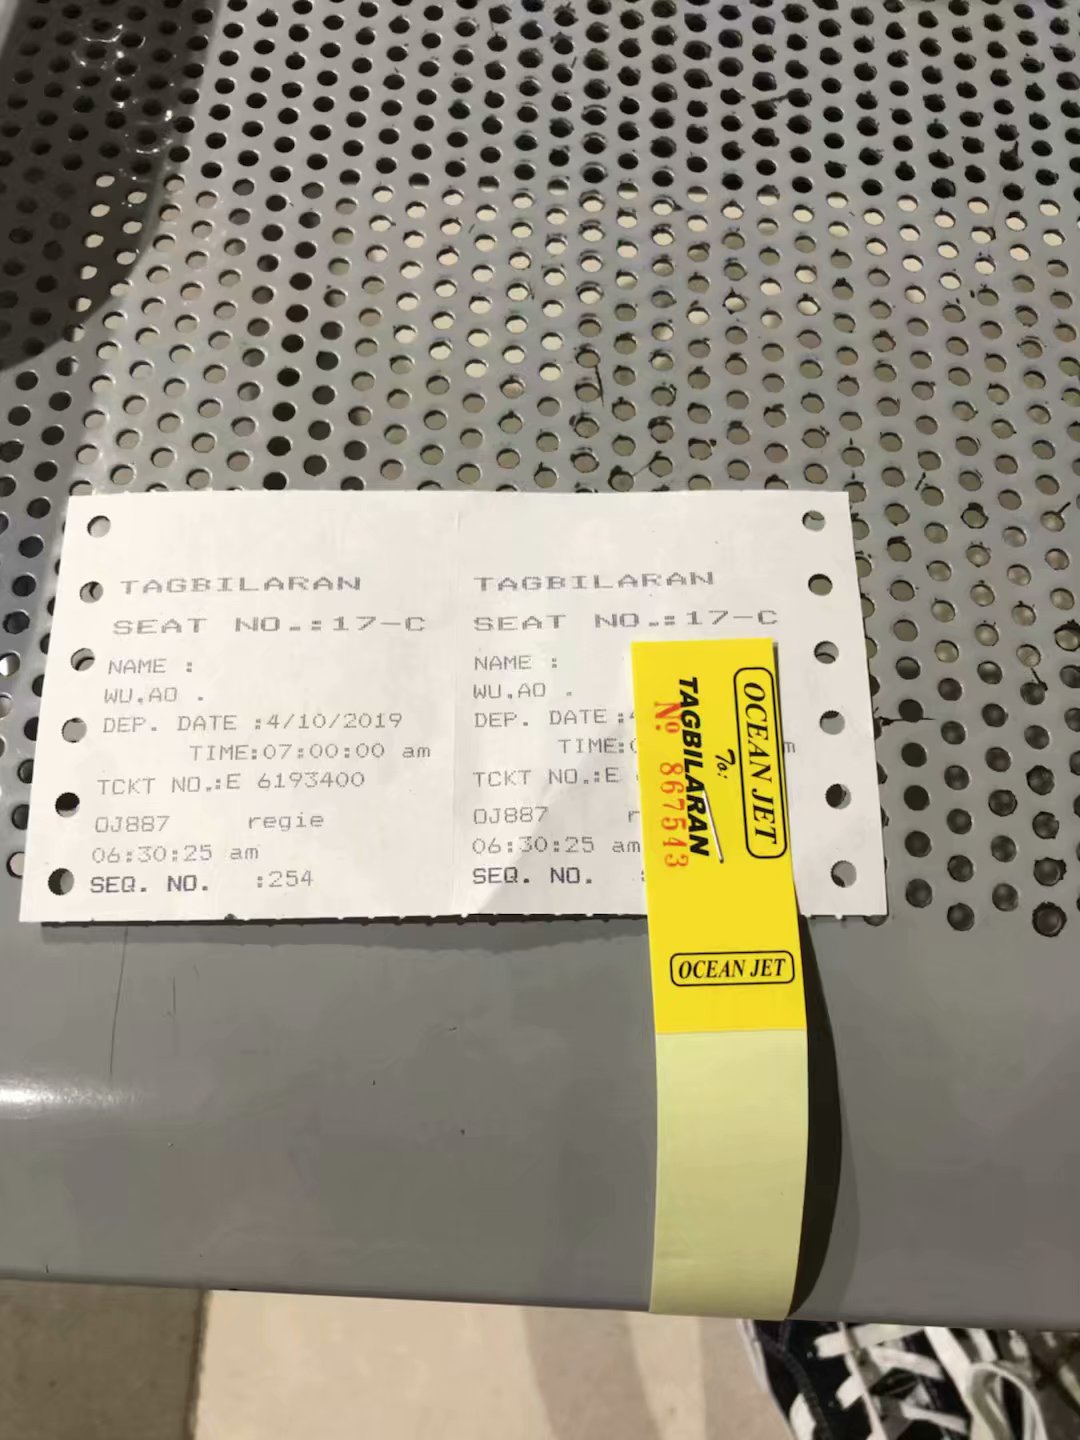 TAGBILARAN
SEAT NO.:17-C
NAME :
WU,AO .
DEP. DATE :4/10/2019
TIME:07:00:00 am
TCKT NO.:E 6193400
OJ887 regie
06:30:25 am
SEQ. NO. :254
TAGBILARAN
SEAT NO.:17-C
NAME :
WU,AO .
DEP. DATE :
TIME:
TCKT NO.:E
OJ887
06:30:25 am
SEQ. NO. :
OCEAN JET
To:
TAGBILARAN
№ 867543
OCEAN JET